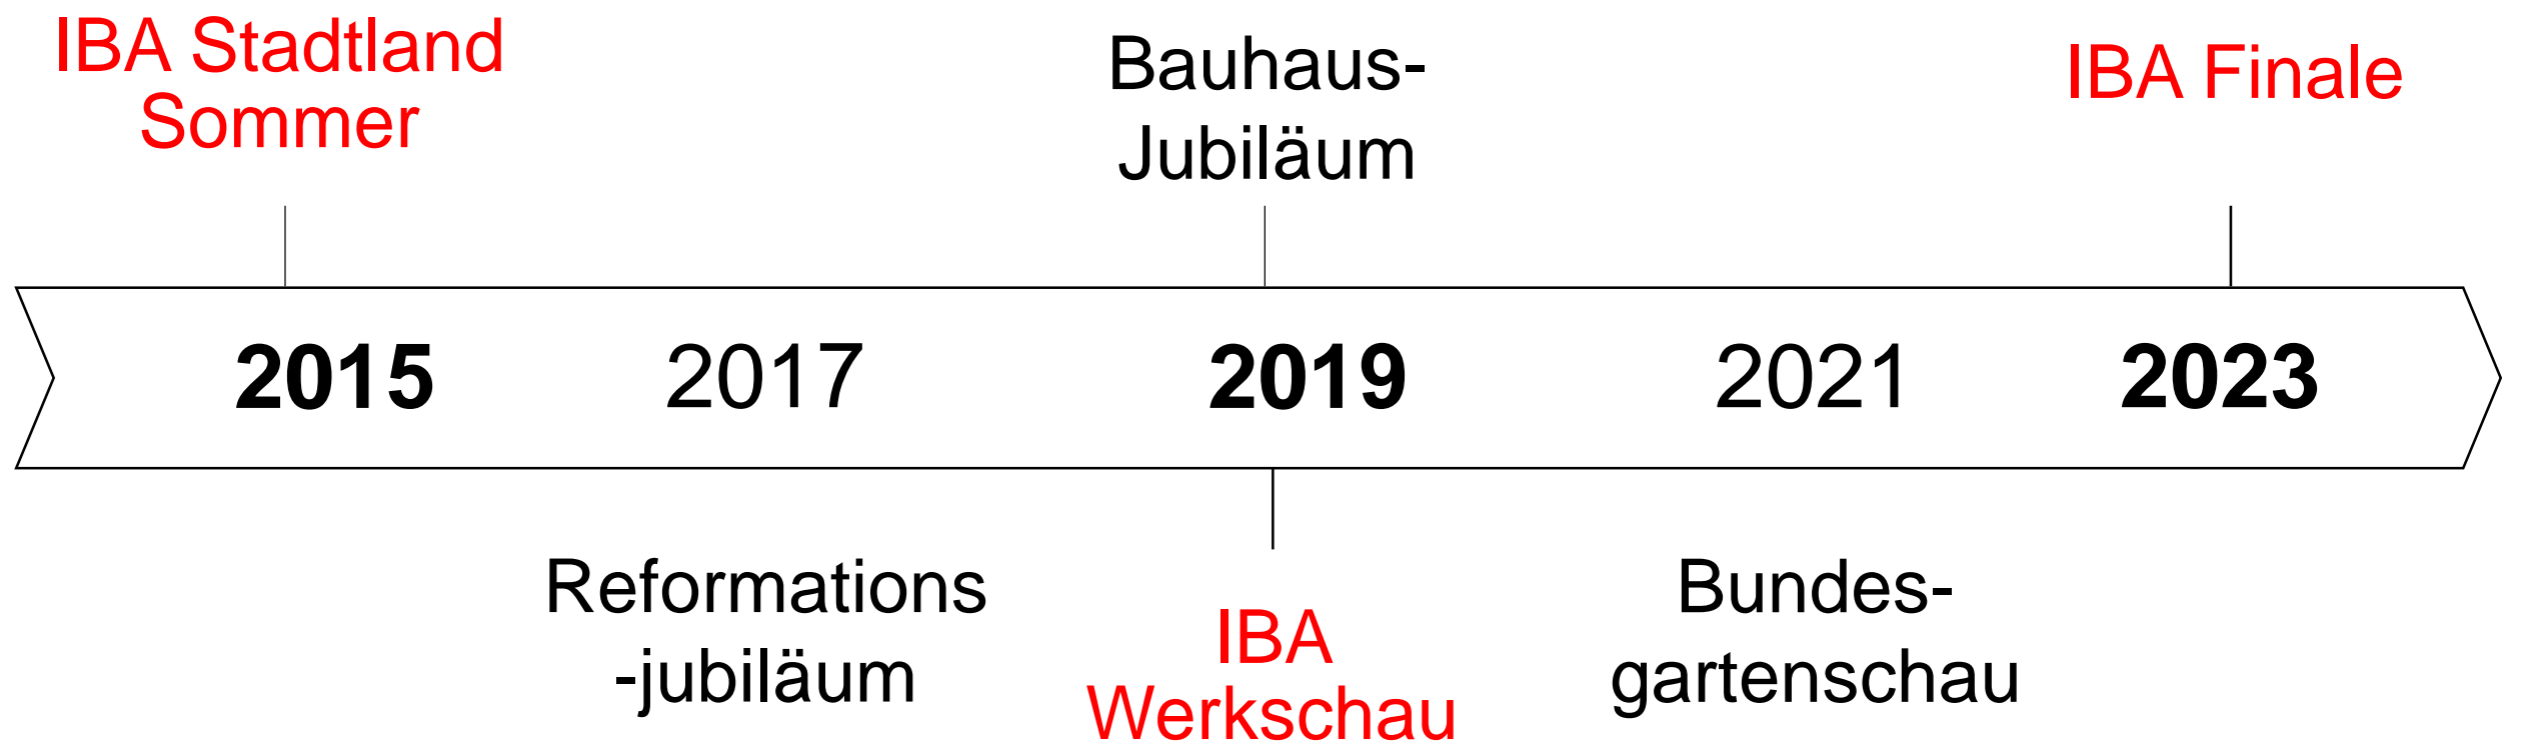 IBA Stadtland
Sommer
Bauhaus-
Jubiläum
IBA Finale
2015
2017
2019
2021
2023
Reformations
-jubiläum
IBA
Werkschau
Bundes-
gartenschau